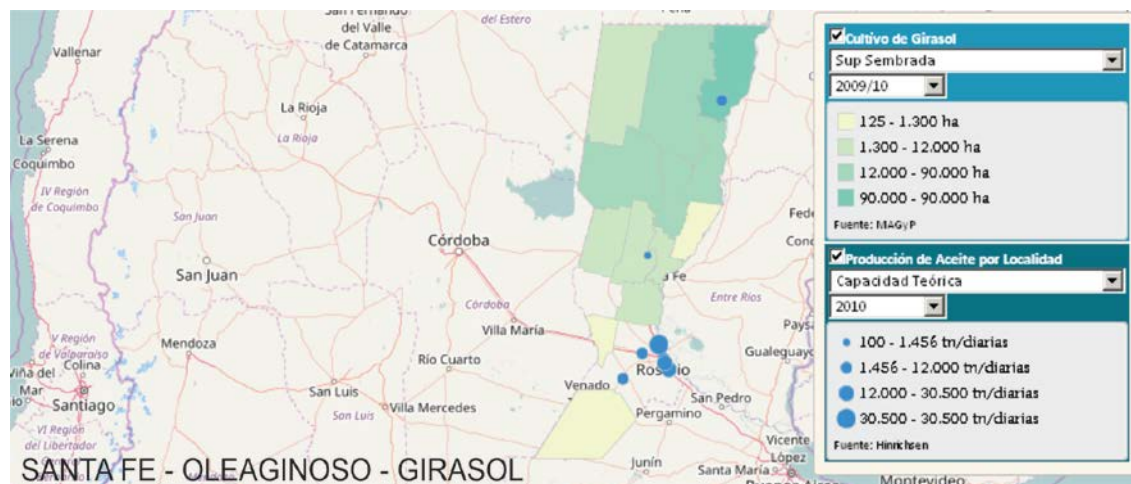 San Fernando
del Valle
de Catamarca
del Estero
Vallenar
La Rioja
La Rioja
La Serena
Coquimbo
IV Región
de Coquimbo
San Juan
San Juan
Córdoba
Córdoba
Villa María
Entre Ríos
V Región
de Valparaíso
Mendoza
Río Cuarto
Viña del
Mar
Colina
Santiago
San Luis
San Luis
Villa Mercedes
Venado
San Pedro
Pergamino
VI Región
del Libertador
Junín
Vicente
López
Santa María
Montevideo
SANTA FE - OLEAGINOSO - GIRASOL
Cultivo de Girasol
Sup Sembrada
2009/10
125 - 1.300 ha
1.300 - 12.000 ha
12.000 - 90.000 ha
90.000 - 90.000 ha
Fuente: MAGyP
Producción de Aceite por Localidad
Capacidad Teórica
2010
100 - 1.456 tn/diarias
1.456 - 12.000 tn/diarias
12.000 - 30.500 tn/diarias
30.500 - 30.500 tn/diarias
Fuente: Hinrichsen